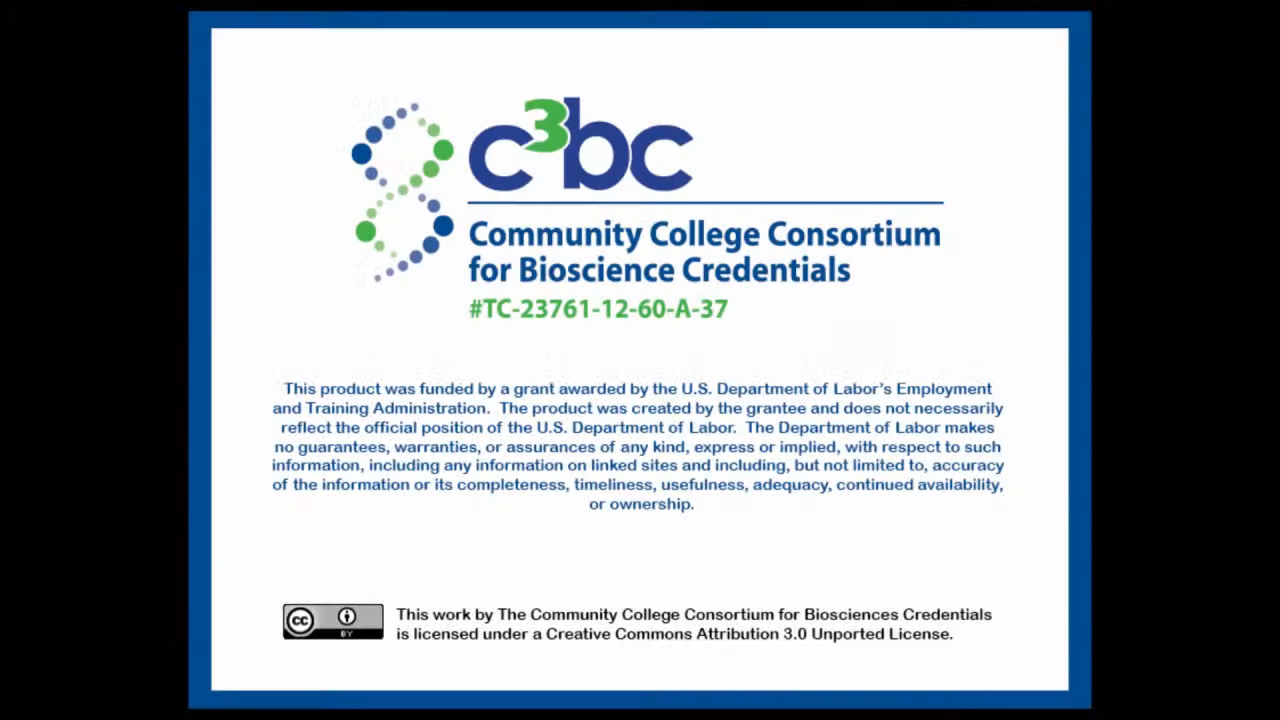 c3bc
Community College Consortium
for Bioscience Credentials
#TC-23761-12-60-A-37
This product was funded by a grant awarded by the U.S. Department of Labor’s Employment
and Training Administration.  The product was created by the grantee and does not necessarily
reflect the official position of the U.S. Department of Labor.  The Department of Labor makes
no guarantees, warranties, or assurances of any kind, express or implied, with respect to such
information, including any information on linked sites and including, but not limited to, accuracy
of the information or its completeness, timeliness, usefulness, adequacy, continued availability,
or ownership.
cc BY
This work by The Community College Consortium for Biosciences Credentials
is licensed under a Creative Commons Attribution 3.0 Unported License.